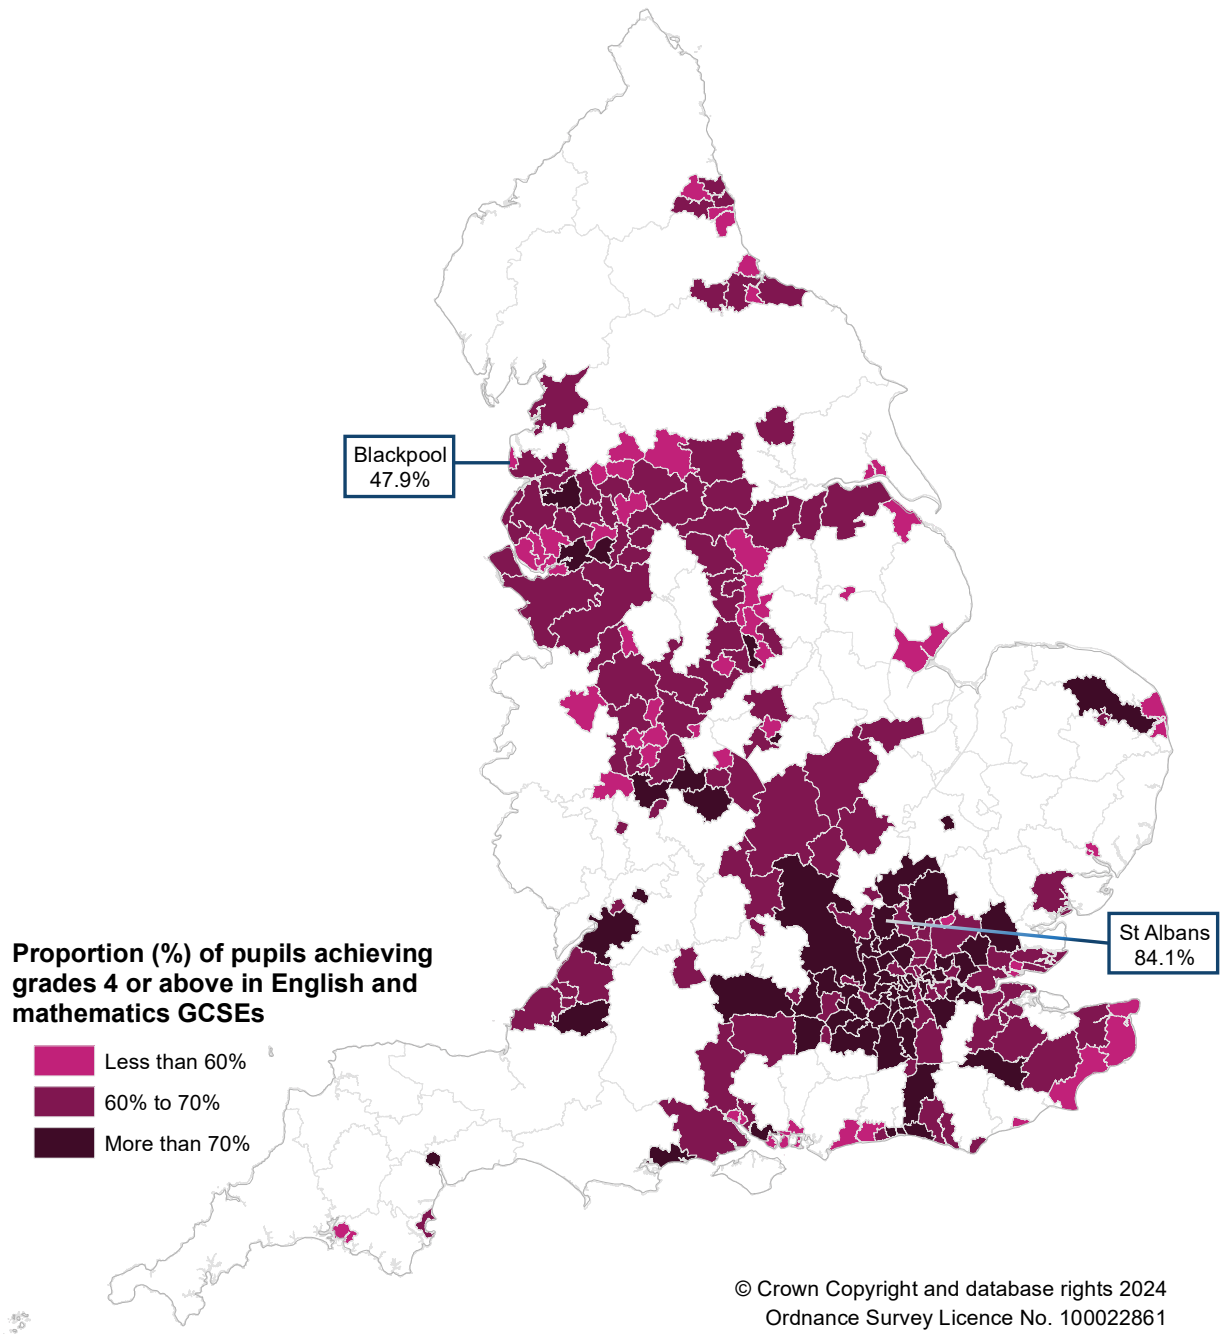 Blackpool
47.9%
St Albans
84.1%
Proportion (%) of pupils achieving
grades 4 or above in English and
mathematics GCSEs
Less than 60%
60% to 70%
More than 70%
© Crown Copyright and database rights 2024
Ordnance Survey Licence No. 100022861